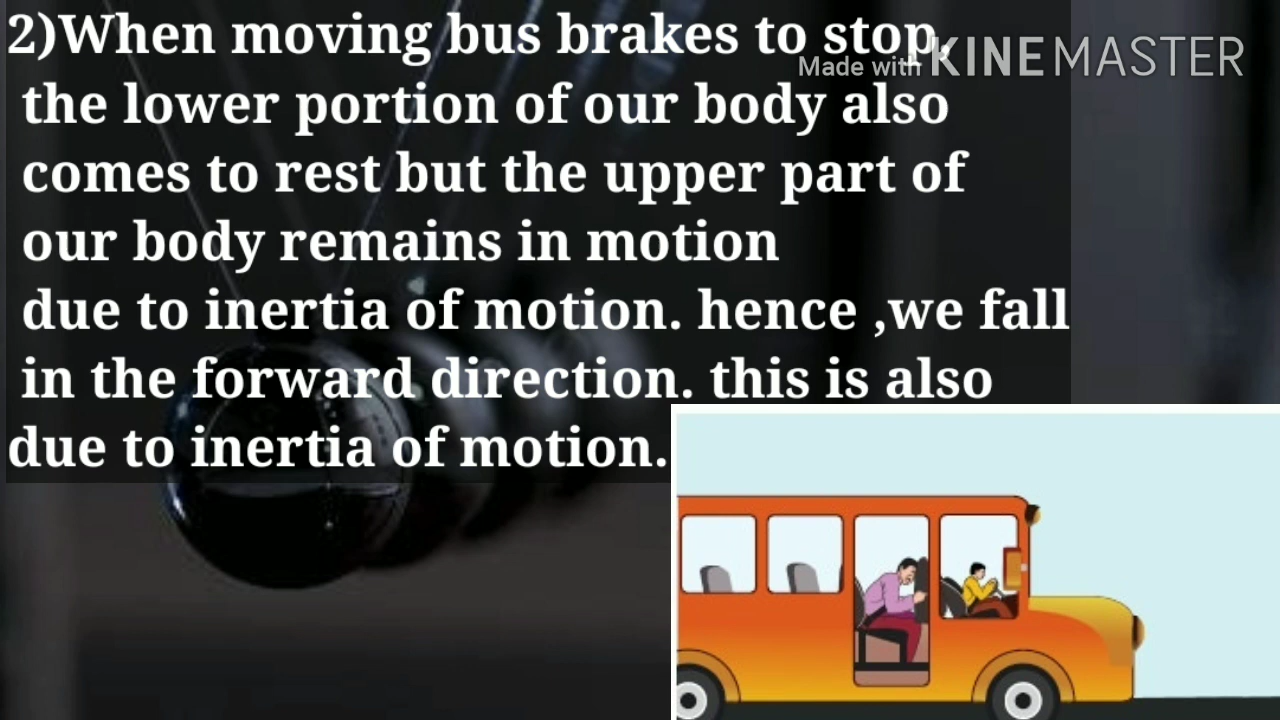 2)When moving bus brakes to stop,
Made with KINEMASTER
the lower portion of our body also
comes to rest but the upper part of
our body remains in motion
due to inertia of motion. hence ,we fall
in the forward direction. this is also
due to inertia of motion.